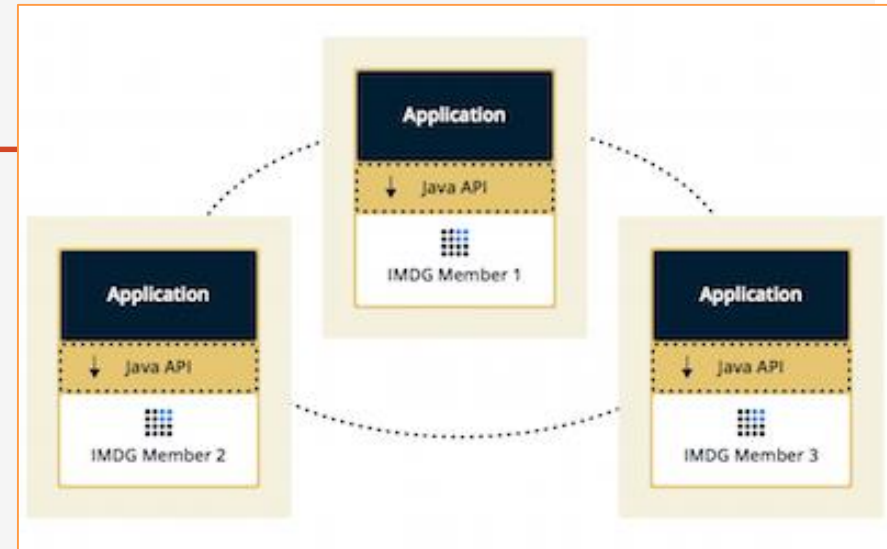 Application
Java API
IMDG Member 1
Application
Java API
IMDG Member 2
Application
Java API
IMDG Member 3